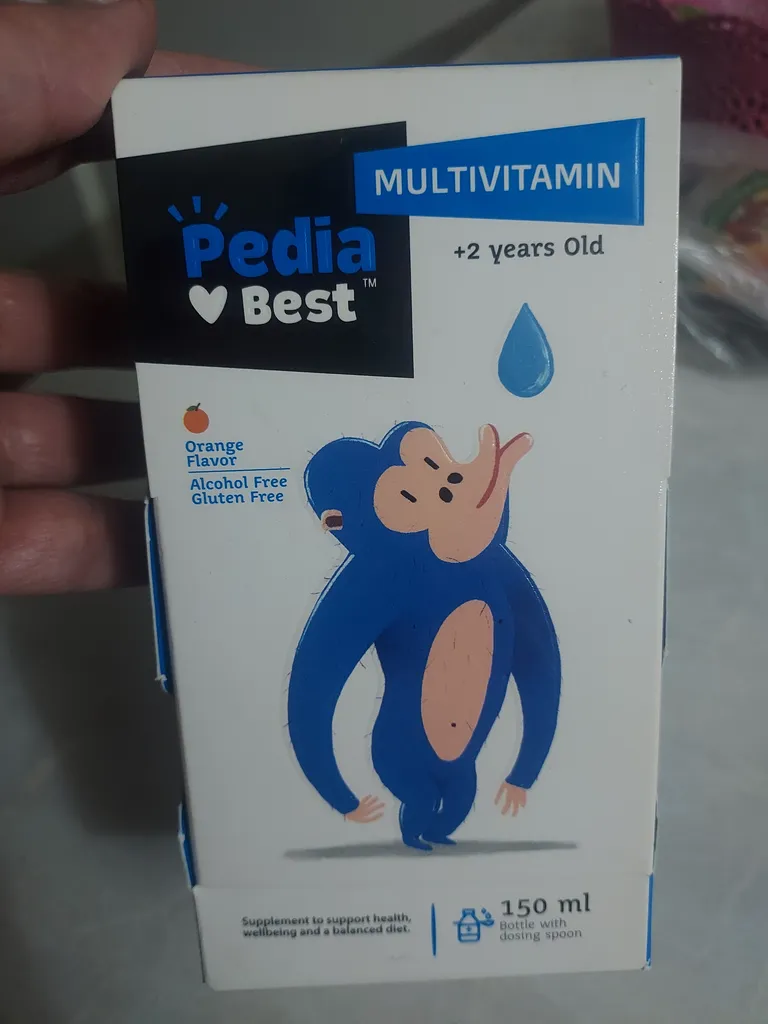 MULTIVITAMIN
+2 years Old
Pedia
Best™
Orange
Flavor
Alcohol Free
Gluten Free
Supplement to support health,
wellbeing and a balanced diet.
150 ml
Bottle with
dosing spoon